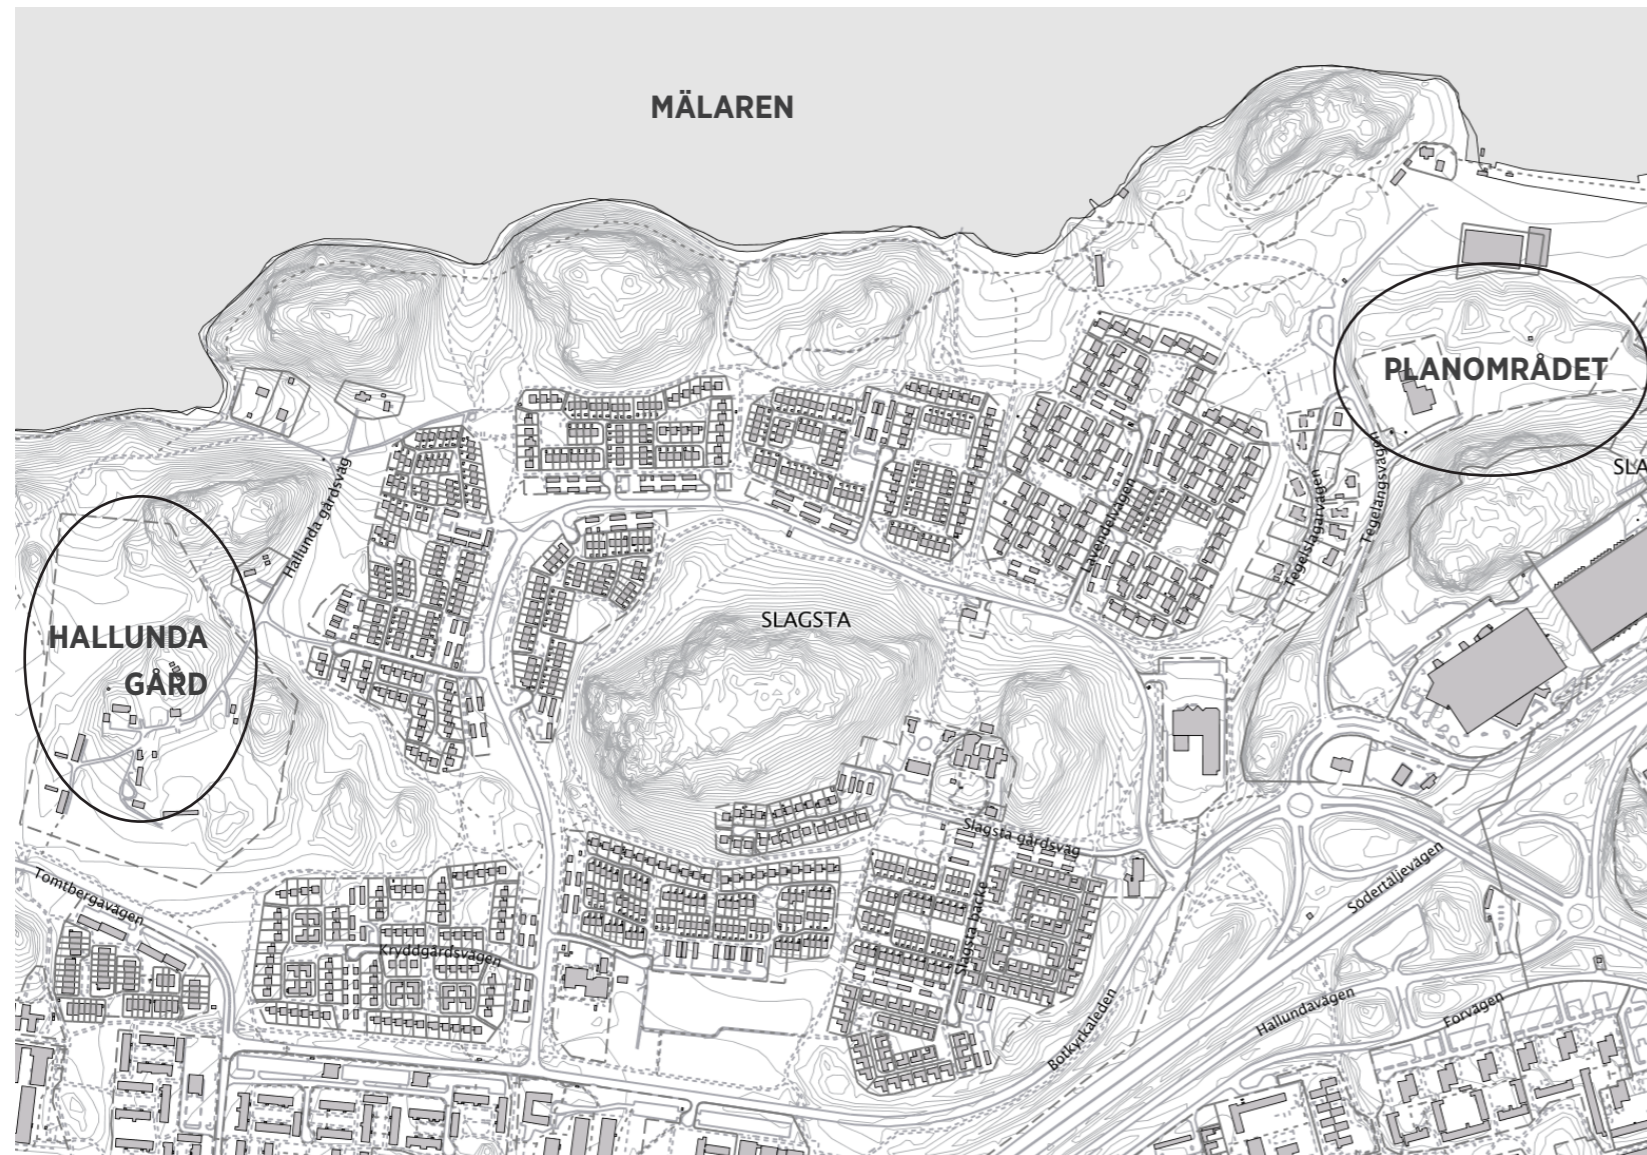 MÄLAREN
PLANOMRÅDET
SLA
Hallunda gårdsväg
Lavendelvägen
Tegelslagarvägen
Tegelängsvägen
SLAGSTA
HALLUNDA
GÅRD
Slagsta gårdsväg
Södertäljevägen
Tomtbergavägen
Slagsta backe
Kryddgårdsvägen
Botkyrkaleden
Hallundavägen
Forvägen